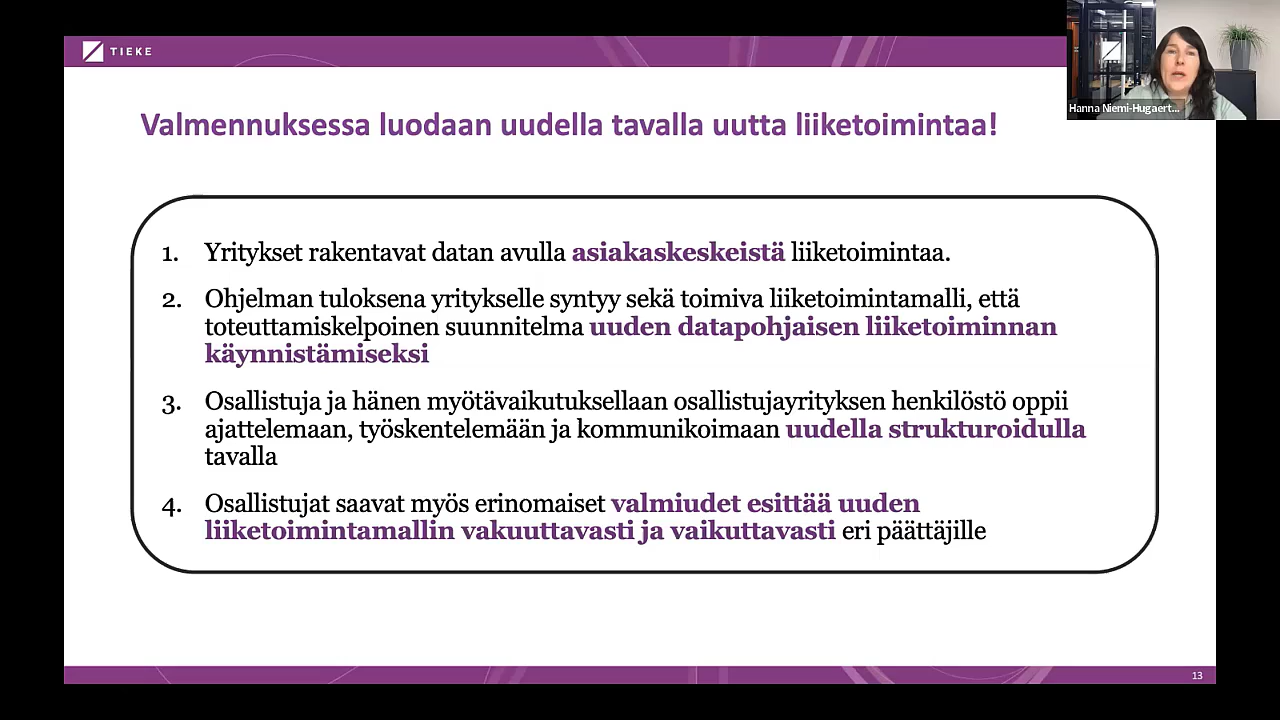 TIEKE
Hanna Niemi-Hugaert...
Valmennuksessa luodaan uudella tavalla uutta liiketoimintaa!
1. Yritykset rakentavat datan avulla asiakaskeskeistä liiketoimintaa.
2. Ohjelman tuloksena yritykselle syntyy sekä toimiva liiketoimintamalli, että
toteuttamiskelpoinen suunnitelma uuden datapohjaisen liiketoiminnan
käynnistämiseksi
3. Osallistuja ja hänen myötävaikutuksellaan osallistujayrityksen henkilöstö oppii
ajattelemaan, työskentelemään ja kommunikoimaan uudella strukturoidulla
tavalla
4. Osallistujat saavat myös erinomaiset valmiudet esittää uuden
liiketoimintamallin vakuuttavasti ja vaikuttavasti eri päättäjille
13